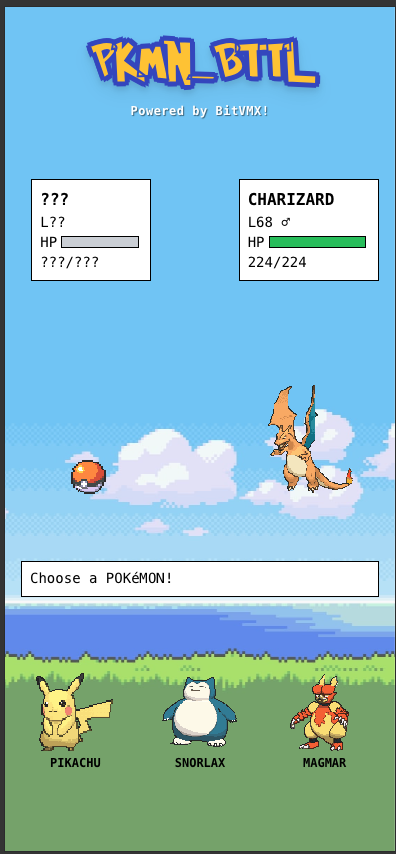 PKMN_BTTL
Powered by BitVMX!
???
L??
HP
???/???
CHARIZARD
L68 ♂
HP
224/224
Choose a POKéMON!
PIKACHU
SNORLAX
MAGMAR